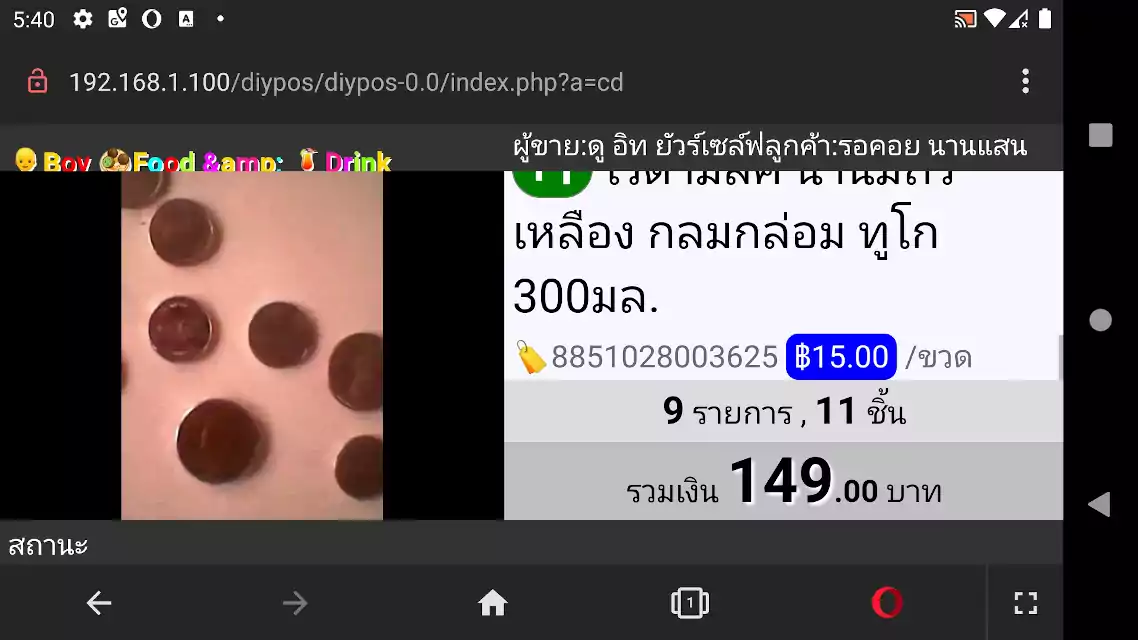 5:40
192.168.1.100/diypos/diypos-0.0/index.php?a=cd
Boy Food &amp; Drink
ผู้ขาย:ดู อิท ยัวร์เซล์ฟลูกค้า:รอคอย นานแสน
เหลือง กลมกล่อม ทูโก
300มล.
8851028003625 ฿15.00 /ขวด
9 รายการ , 11 ชิ้น
รวมเงิน 149.00 บาท
สถานะ
1